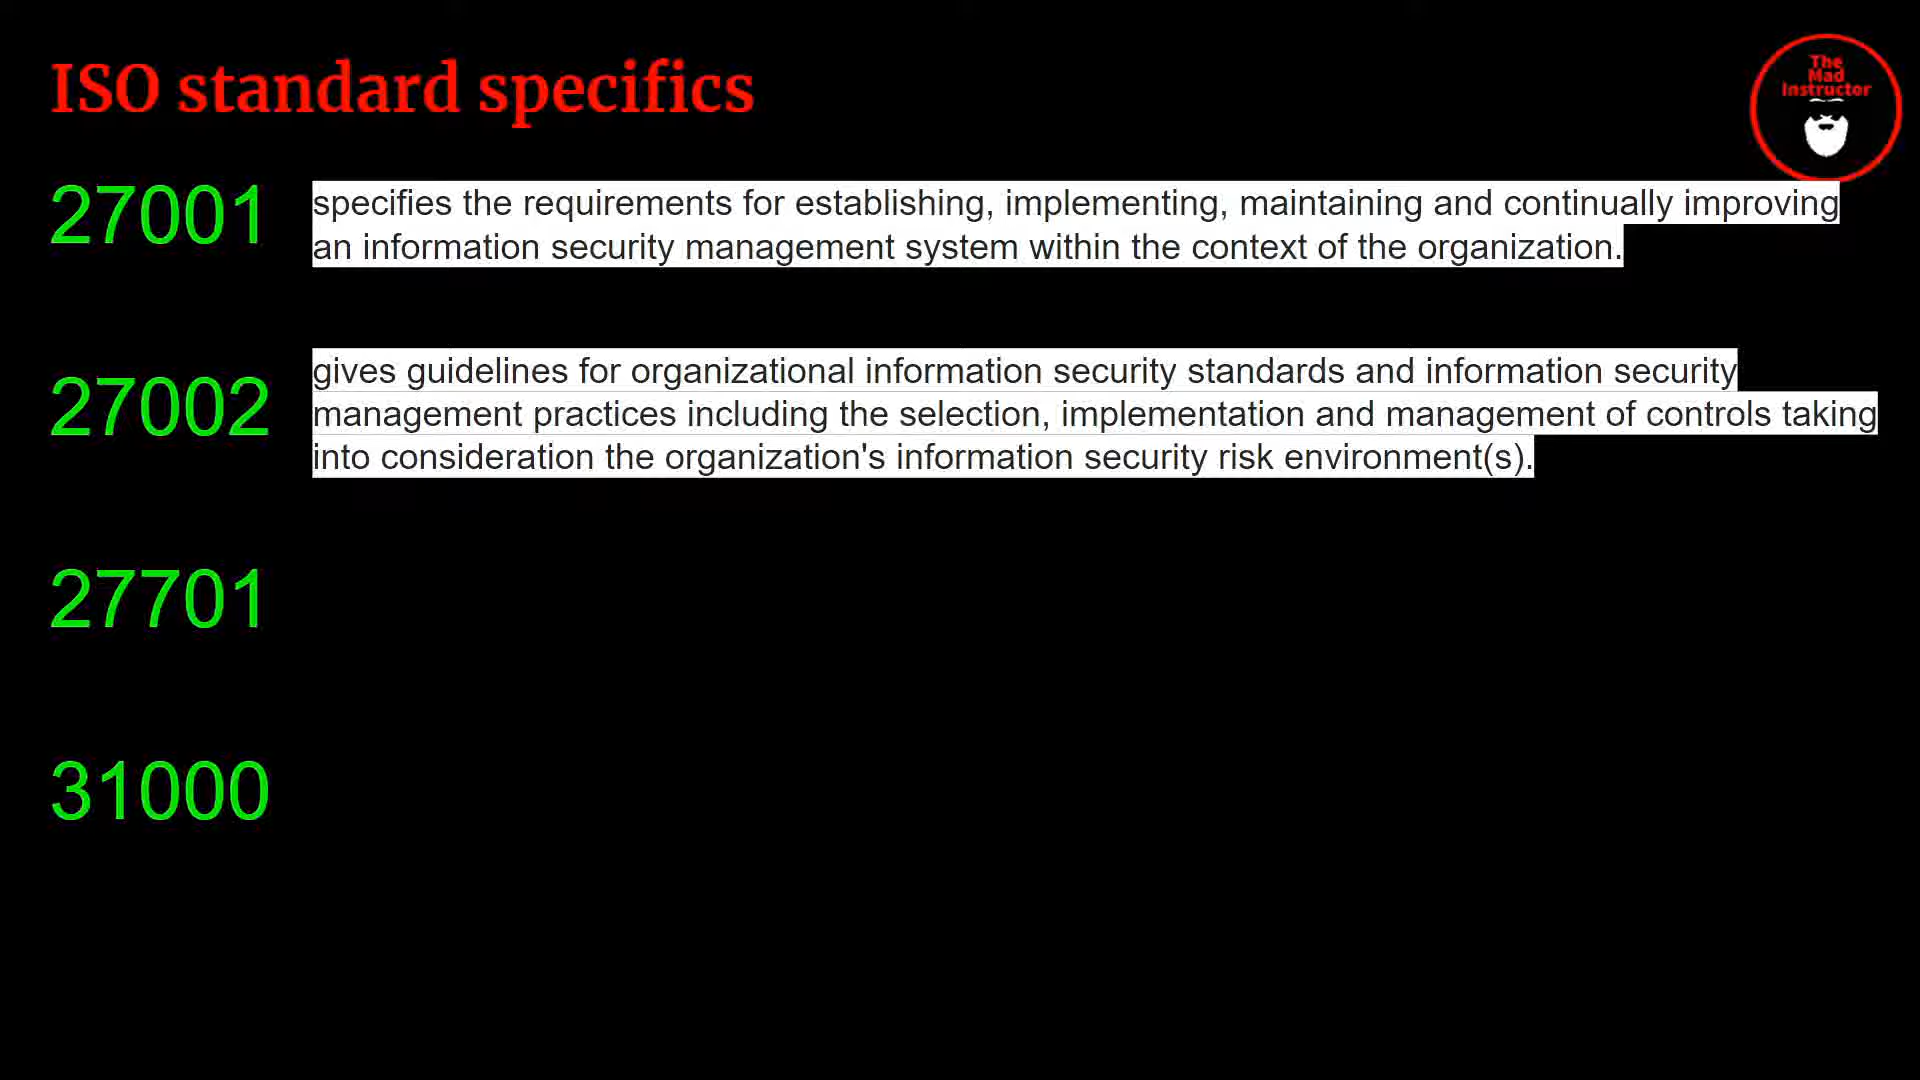 ISO standard specifics
The
Mad
Instructor
27001
specifies the requirements for establishing, implementing, maintaining and continually improving
an information security management system within the context of the organization.
27002
gives guidelines for organizational information security standards and information security
management practices including the selection, implementation and management of controls taking
into consideration the organization's information security risk environment(s).
27701
31000